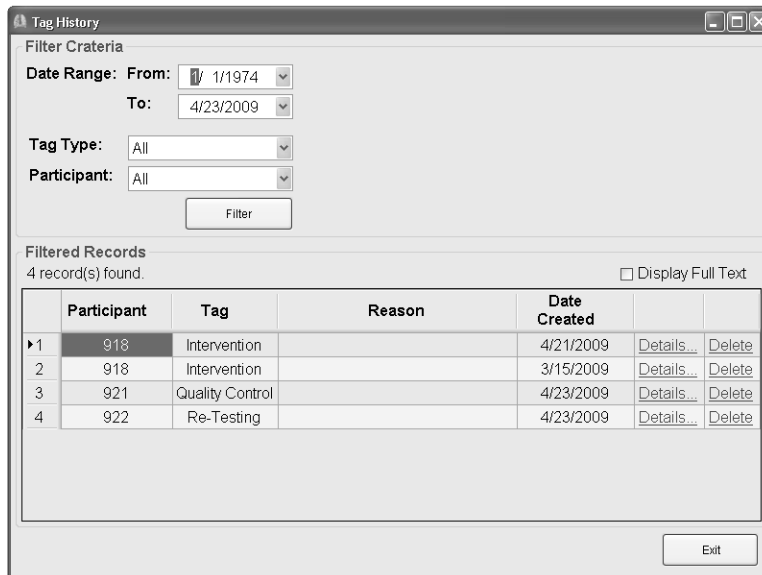 Tag History
Filter Crateria
Date Range: From: 1/ 1/1974
To: 4/23/2009
Tag Type: All
Participant: All
Filter
Filtered Records
4 record(s) found. Display Full Text
Participant Tag Reason Date Created
1 918 Intervention 4/21/2009 Details... Delete
2 918 Intervention 3/15/2009 Details... Delete
3 921 Quality Control 4/23/2009 Details... Delete
4 922 Re-Testing 4/23/2009 Details... Delete
Exit